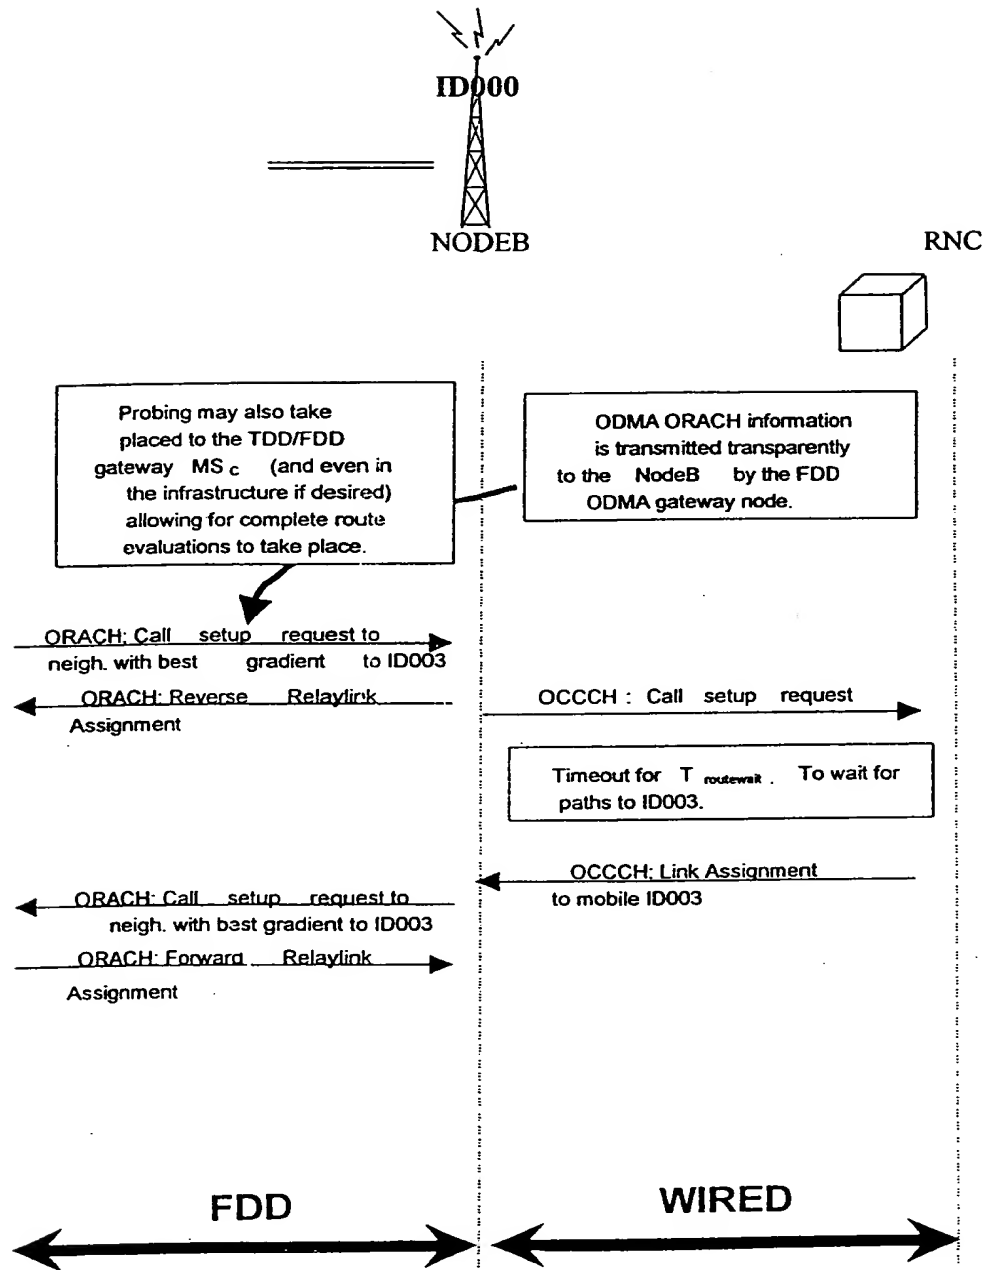 ID000
NODEB
RNC
Probing may also take
placed to the TDD/FDD
gateway MS C (and even in
the infrastructure if desired)
allowing for complete route
evaluations to take place.
ODMA ORACH information
is transmitted transparently
to the NodeB by the FDD
ODMA gateway node.
ORACH: Call setup request to
neigh. with best gradient to ID003
ORACH: Reverse Relaylink
Assignment
OCCCH : Call setup request
Timeout for T routewait . To wait for
paths to ID003.
OCCCH: Link Assignment
to mobile ID003
ORACH: Call setup request to
neigh. with best gradient to ID003
ORACH: Forward Relaylink
Assignment
FDD
WIRED